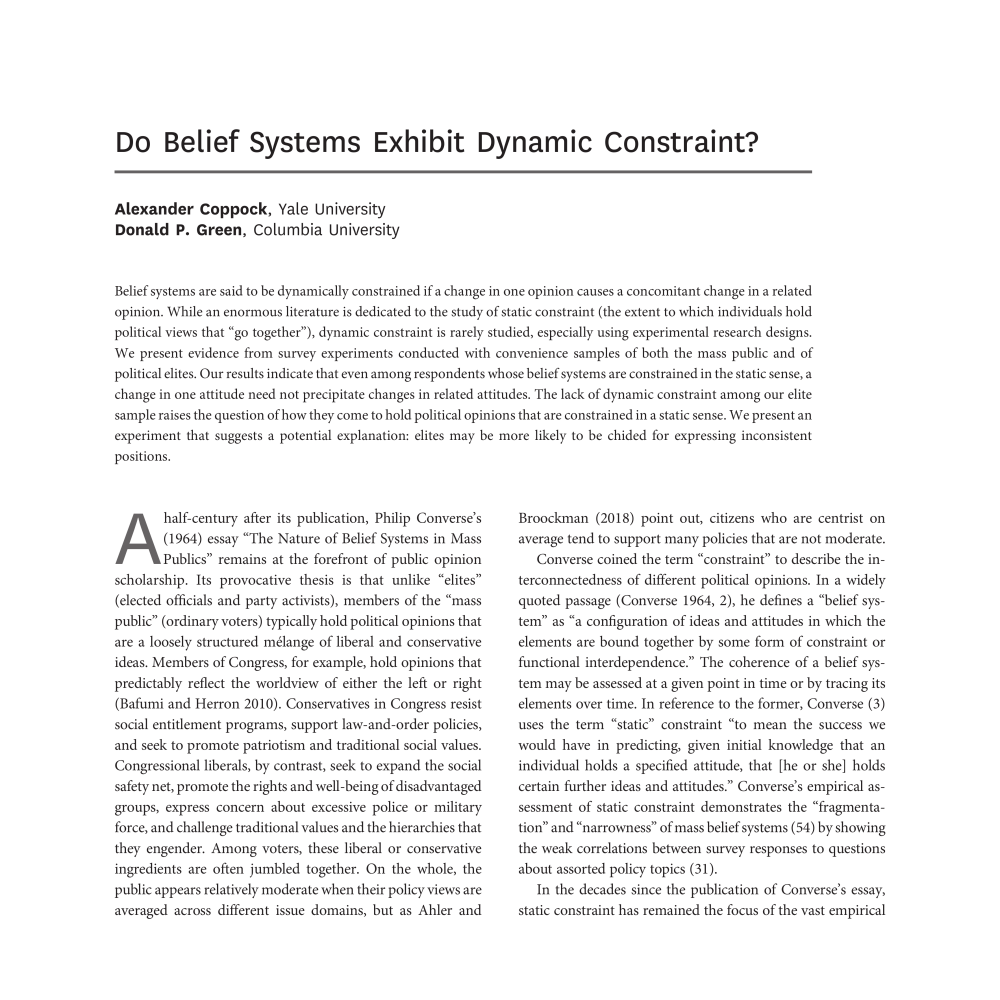 Do Belief Systems Exhibit Dynamic Constraint?
Alexander Coppock, Yale University
Donald P. Green, Columbia University
Belief systems are said to be dynamically constrained if a change in one opinion causes a concomitant change in a related
opinion. While an enormous literature is dedicated to the study of static constraint (the extent to which individuals hold
political views that “go together”), dynamic constraint is rarely studied, especially using experimental research designs.
We present evidence from survey experiments conducted with convenience samples of both the mass public and of
political elites. Our results indicate that even among respondents whose belief systems are constrained in the static sense, a
change in one attitude need not precipitate changes in related attitudes. The lack of dynamic constraint among our elite
sample raises the question of how they come to hold political opinions that are constrained in a static sense. We present an
experiment that suggests a potential explanation: elites may be more likely to be chided for expressing inconsistent
positions.
A half-century after its publication, Philip Converse’s
(1964) essay “The Nature of Belief Systems in Mass
Publics” remains at the forefront of public opinion
scholarship. Its provocative thesis is that unlike “elites”
(elected officials and party activists), members of the “mass
public” (ordinary voters) typically hold political opinions that
are a loosely structured mélange of liberal and conservative
ideas. Members of Congress, for example, hold opinions that
predictably reflect the worldview of either the left or right
(Bafumi and Herron 2010). Conservatives in Congress resist
social entitlement programs, support law-and-order policies,
and seek to promote patriotism and traditional social values.
Congressional liberals, by contrast, seek to expand the social
safety net, promote the rights and well-being of disadvantaged
groups, express concern about excessive police or military
force, and challenge traditional values and the hierarchies that
they engender. Among voters, these liberal or conservative
ingredients are often jumbled together. On the whole, the
public appears relatively moderate when their policy views are
averaged across different issue domains, but as Ahler and
Broockman (2018) point out, citizens who are centrist on
average tend to support many policies that are not moderate.
Converse coined the term “constraint” to describe the in-
terconnectedness of different political opinions. In a widely
quoted passage (Converse 1964, 2), he defines a “belief sys-
tem” as “a configuration of ideas and attitudes in which the
elements are bound together by some form of constraint or
functional interdependence.” The coherence of a belief sys-
tem may be assessed at a given point in time or by tracing its
elements over time. In reference to the former, Converse (3)
uses the term “static” constraint “to mean the success we
would have in predicting, given initial knowledge that an
individual holds a specified attitude, that [he or she] holds
certain further ideas and attitudes.” Converse’s empirical as-
sessment of static constraint demonstrates the “fragmenta-
tion” and “narrowness” of mass belief systems (54) by showing
the weak correlations between survey responses to questions
about assorted policy topics (31).
In the decades since the publication of Converse’s essay,
static constraint has remained the focus of the vast empirical